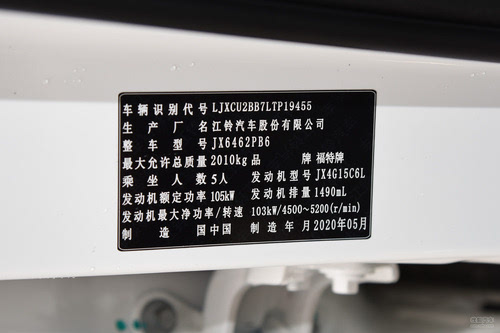 车辆识别代号 LJXCU2BB7LTP19455
生产厂名 江铃汽车股份有限公司
整车型号 JX6462PB6
最大允许总质量 2010kg 品牌 福特牌
乘坐人数 5人 发动机型号 JX4G15C6L
发动机额定功率 105kW 发动机排量 1490mL
发动机最大净功率/转速 103kW/4500~5200(r/min)
制造国 中国 制造年月 2020年05月